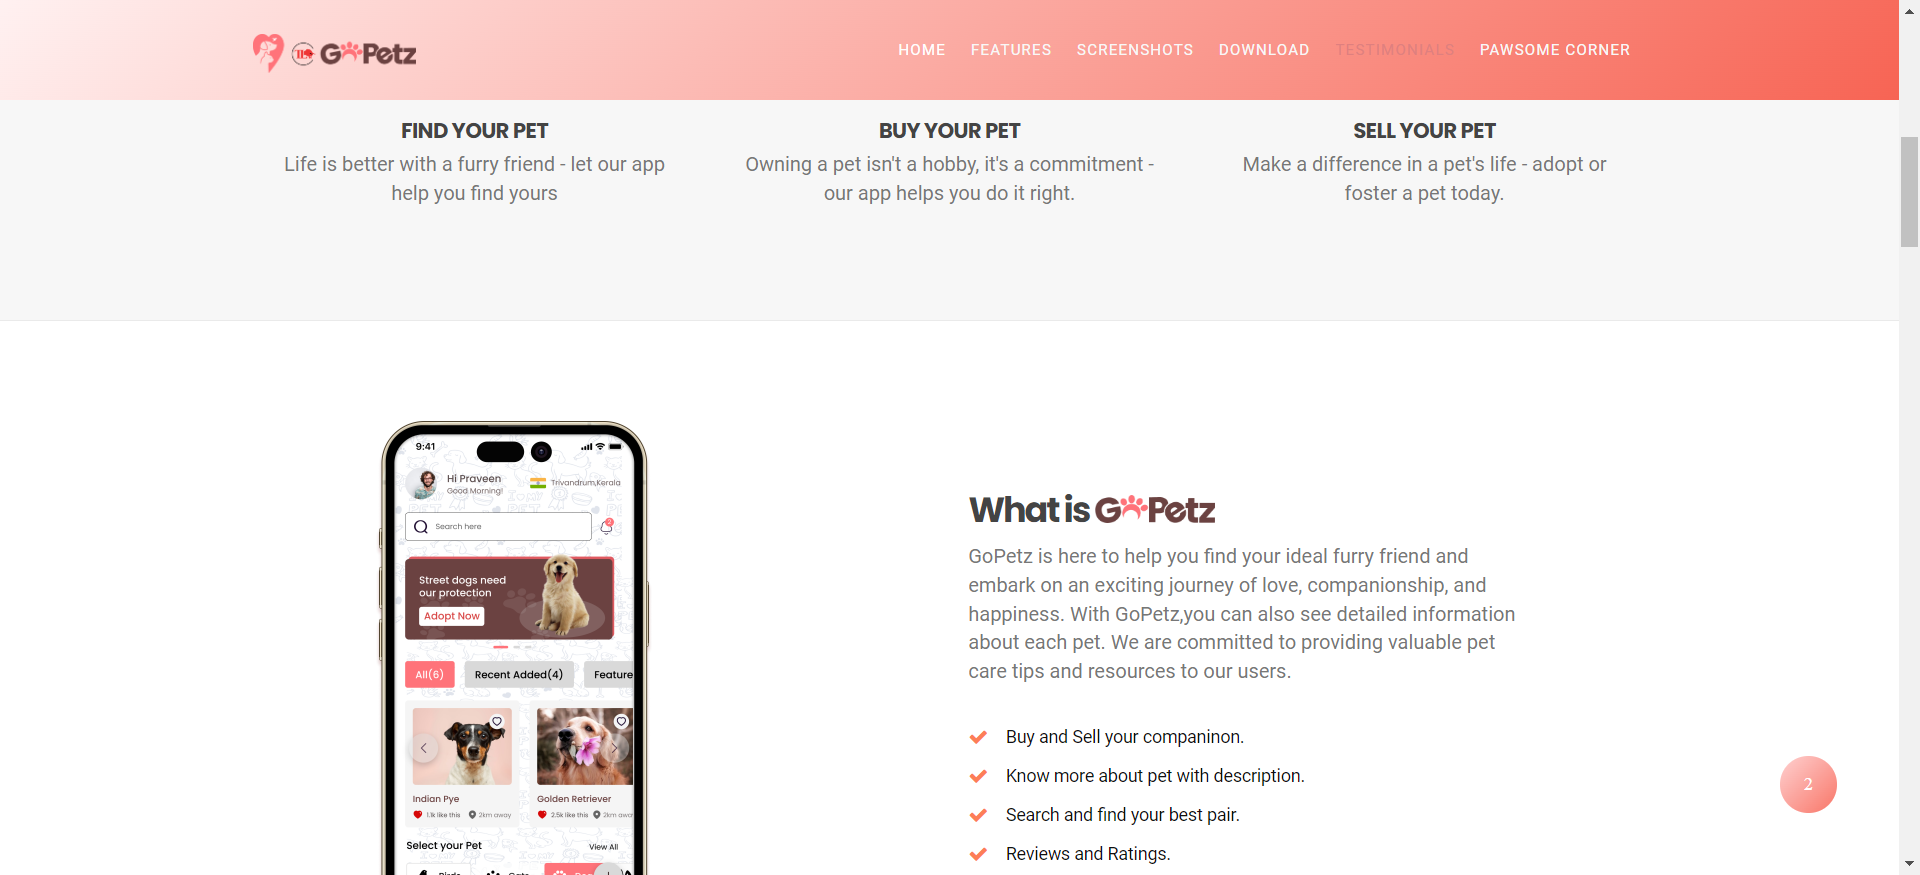 GoPetz
HOME FEATURES SCREENSHOTS DOWNLOAD TESTIMONIALS PAWSOME CORNER
FIND YOUR PET
Life is better with a furry friend - let our app
help you find yours
BUY YOUR PET
Owning a pet isn't a hobby, it's a commitment -
our app helps you do it right.
SELL YOUR PET
Make a difference in a pet's life - adopt or
foster a pet today.
9:41
Hi Praveen
Good Morning!
Trivandrum,Kerala
Search here
2
Street dogs need
our protection
Adopt Now
All(6) Recent Added(4) Feature
Indian Pye
1.1k like this 2km away
Golden Retriever
2.5k like this 2km awa
Select your Pet
View All
Birds Cats
What is GoPetz
GoPetz is here to help you find your ideal furry friend and
embark on an exciting journey of love, companionship, and
happiness. With GoPetz,you can also see detailed information
about each pet. We are committed to providing valuable pet
care tips and resources to our users.
Buy and Sell your companinon.
Know more about pet with description.
Search and find your best pair.
Reviews and Ratings.
2